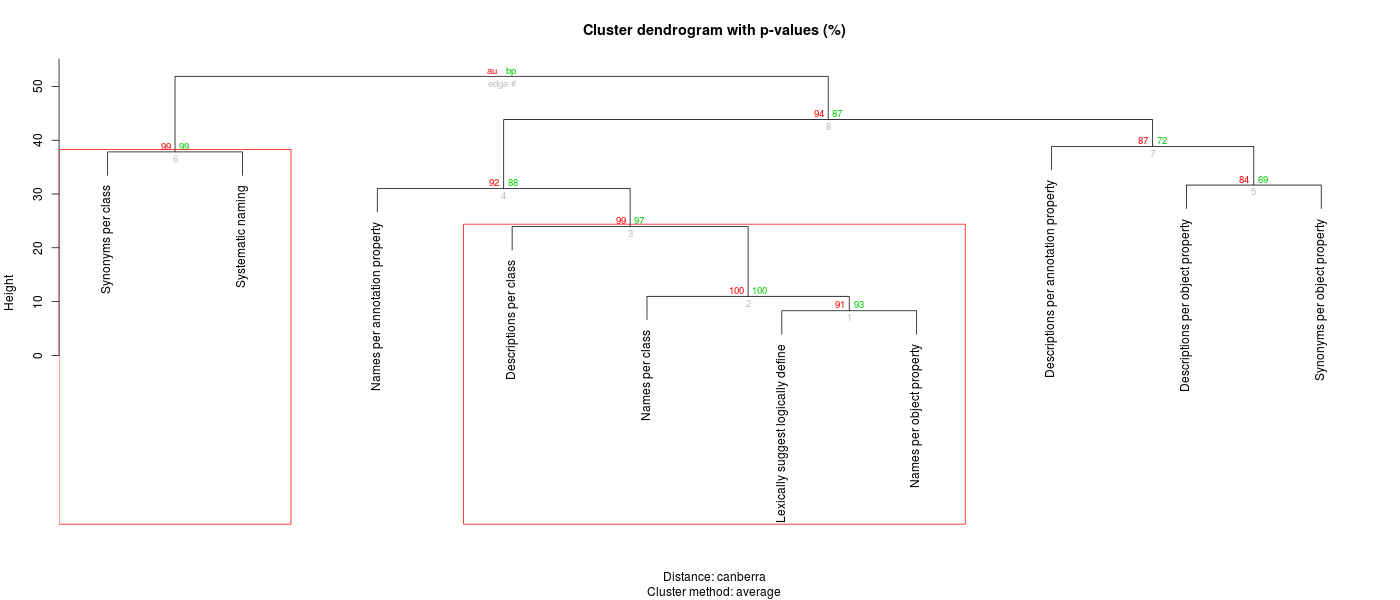 Cluster dendrogram with p-values (%)
au bp
edge #
94 87
8
87 72
7
99 99
6
92 88
4
84 69
5
99 97
3
100 100
2
91 93
1
Height
50
40
30
20
10
0
Synonyms per class
Systematic naming
Names per annotation property
Descriptions per class
Names per class
Lexically suggest logically define
Names per object property
Descriptions per annotation property
Descriptions per object property
Synonyms per object property
Distance: canberra
Cluster method: average